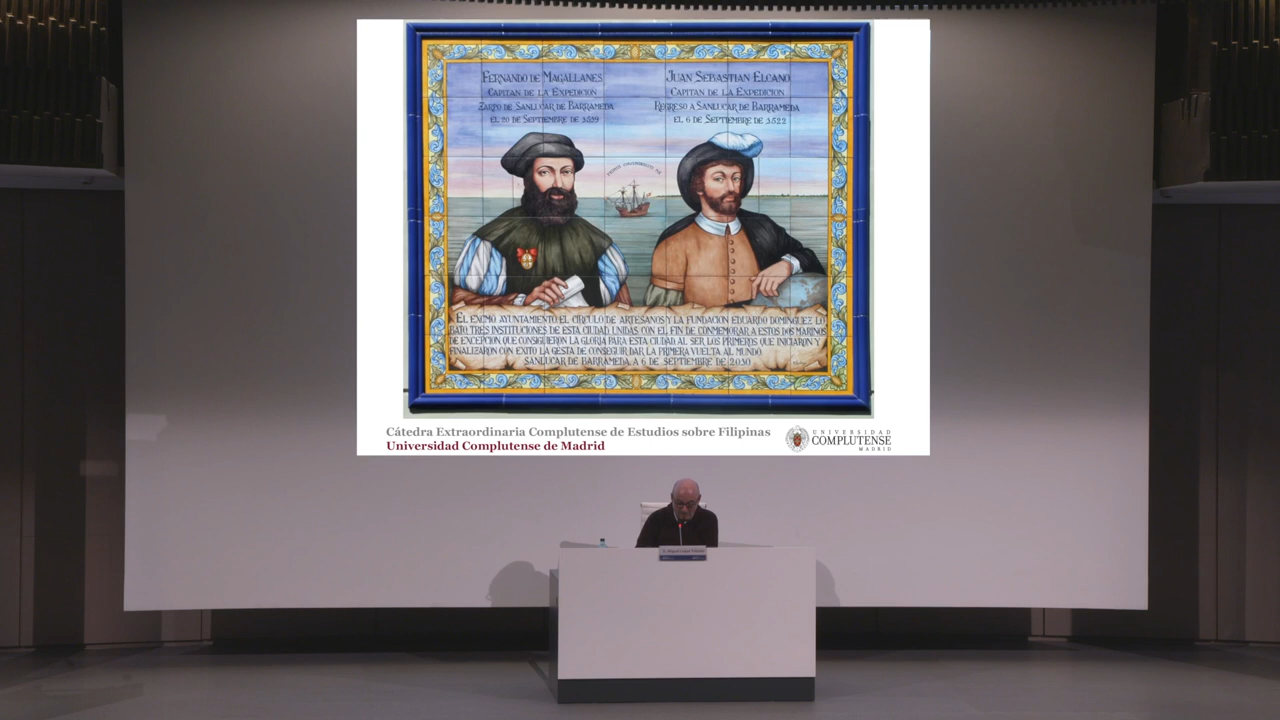 FERNANDO DE MAGALLANES
CAPITAN DE LA EXPEDICION
ZARPO DE SANLUCAR DE BARRAMEDA
EL 20 DE SEPTIEMBRE DE 1519
JUAN SEBASTIAN ELCANO
CAPITAN DE LA EXPEDICION
REGRESO A SANLUCAR DE BARRAMEDA
EL 6 DE SEPTIEMBRE DE 1522
EL EXCMO AYUNTAMIENTO EL CIRCULO DE ARTESANOS Y LA FUNDACION EDUARDO DOMINGUEZ LO
BATO TRES INSTITUCIONES DE ESTA CIUDAD UNIDAS CON EL FIN DE CONMEMORAR A ESTOS DOS MARINOS
DE EXCEPCION QUE CONSIGUIERON LA GLORIA PARA ESTA CIUDAD AL SER LOS PRIMEROS QUE INICIARON Y
FINALIZARON CON EXITO LA GESTA DE CONSEGUIR DAR LA PRIMERA VUELTA AL MUNDO
SANLUCAR DE BARRAMEDA A 6 DE SEPTIEMBRE DE
Cátedra Extraordinaria Complutense de Estudios sobre Filipinas
Universidad Complutense de Madrid
UNIVERSIDAD
COMPLUTENSE
MADRID